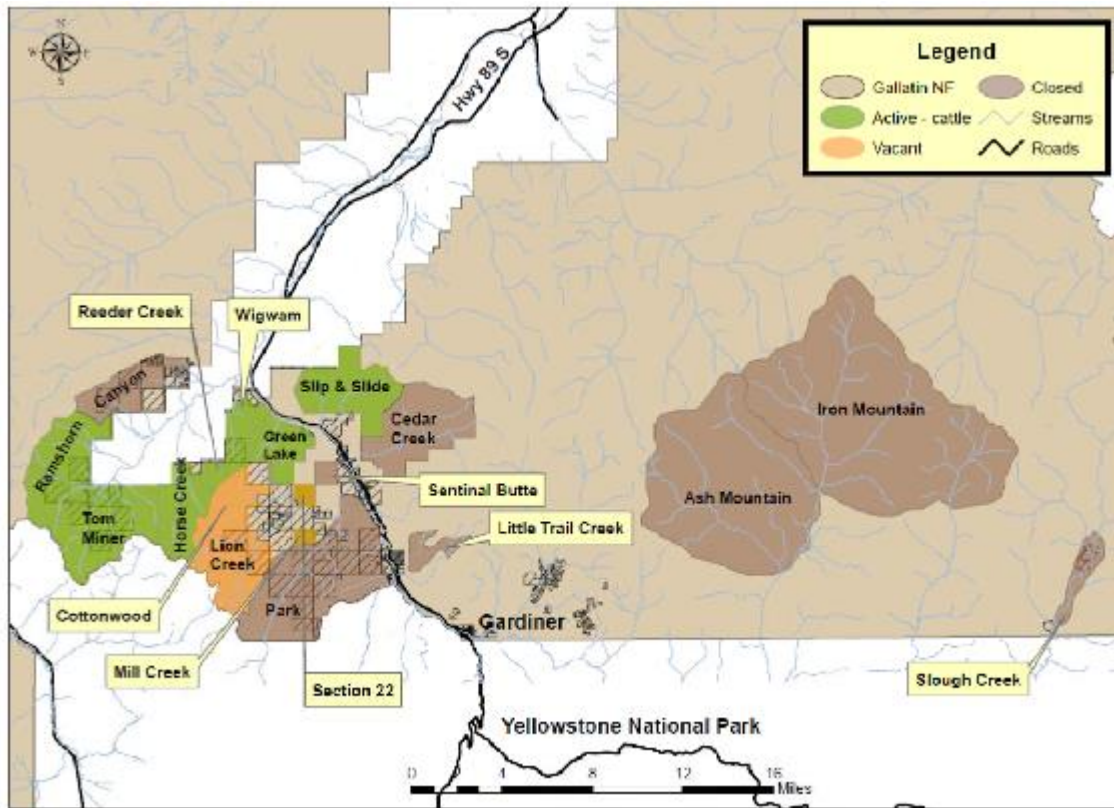 N
W
E
S
Hwy 89 S
Legend
Gallatin NF
Closed
Active - cattle
Streams
Vacant
Roads
Reeder Creek
Wigwam
Canyon
Slip & Slide
Cedar
Creek
Iron Mountain
Ramshorn
Green
Lake
Sentinal Butte
Ash Mountain
Horse Creek
Tom
Miner
Little Trail Creek
Lion
Creek
Cottonwood
Park
Gardiner
Mill Creek
Section 22
Slough Creek
Yellowstone National Park
0 2 4 8 12 16
Miles